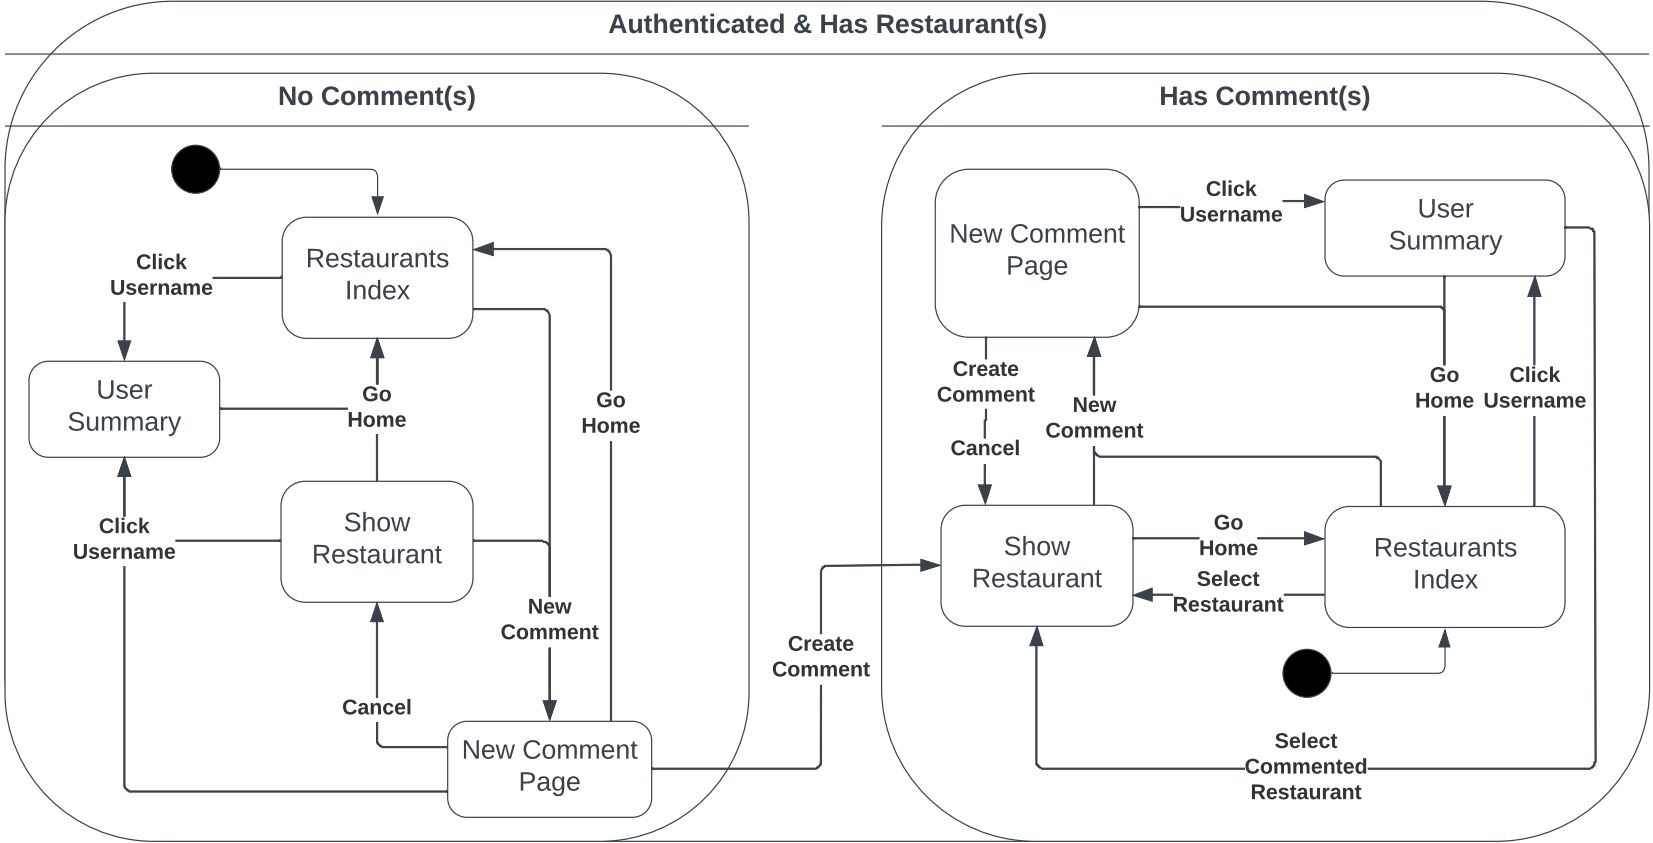 Authenticated & Has Restaurant(s)
No Comment(s)
Restaurants
Index
Click
Username
User
Summary
Go
Home
Go
Home
Show
Restaurant
Click
Username
New
Comment
Cancel
New Comment
Page
Create
Comment
Has Comment(s)
New Comment
Page
Click
Username
User
Summary
Create
Comment
Cancel
New
Comment
Go
Home
Click
Username
Show
Restaurant
Go
Home
Select
Restaurant
Restaurants
Index
Select
Commented
Restaurant